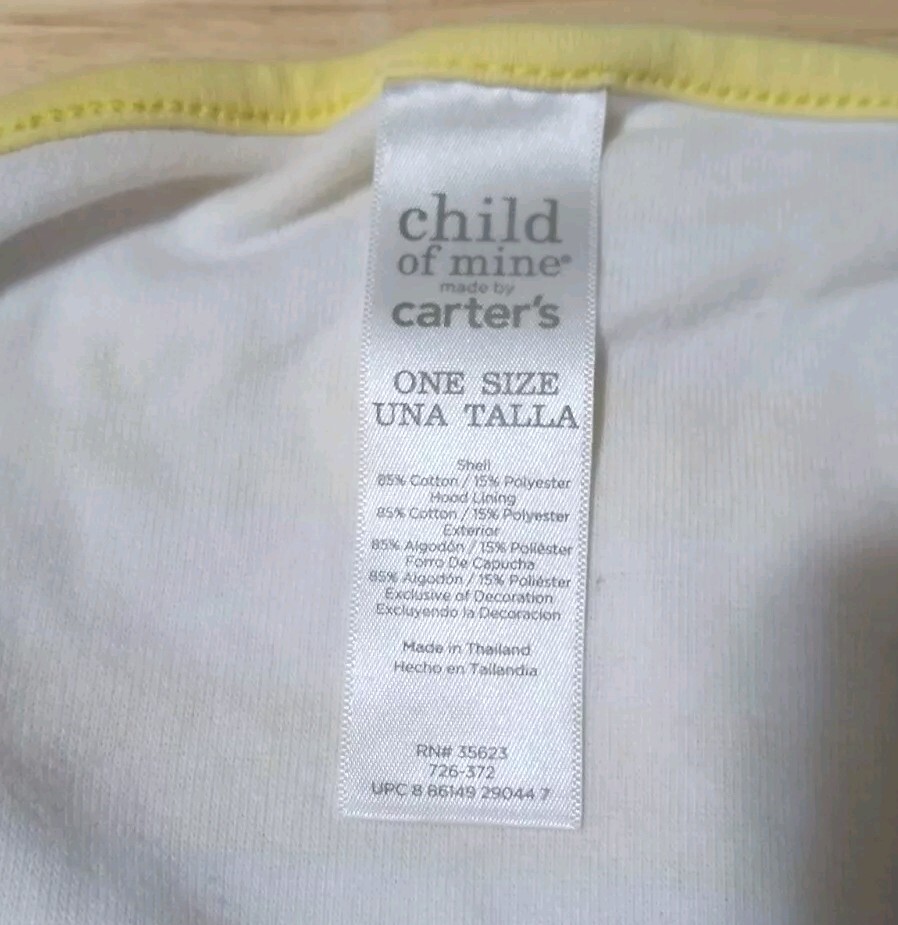 child
of mine®
made by
carter's
ONE SIZE
UNA TALLA
Shell
85% Cotton / 15% Polyester
Hood Lining
85% Cotton / 15% Polyester
Exterior
85% Algodón / 15% Poliéster
Forro De Capucha
85% Algodón / 15% Poliéster
Exclusive of Decoration
Excluyendo la Decoracion
Made in Thailand
Hecho en Tailandia
RN# 35623
726-372
UPC 8 86149 29044 7